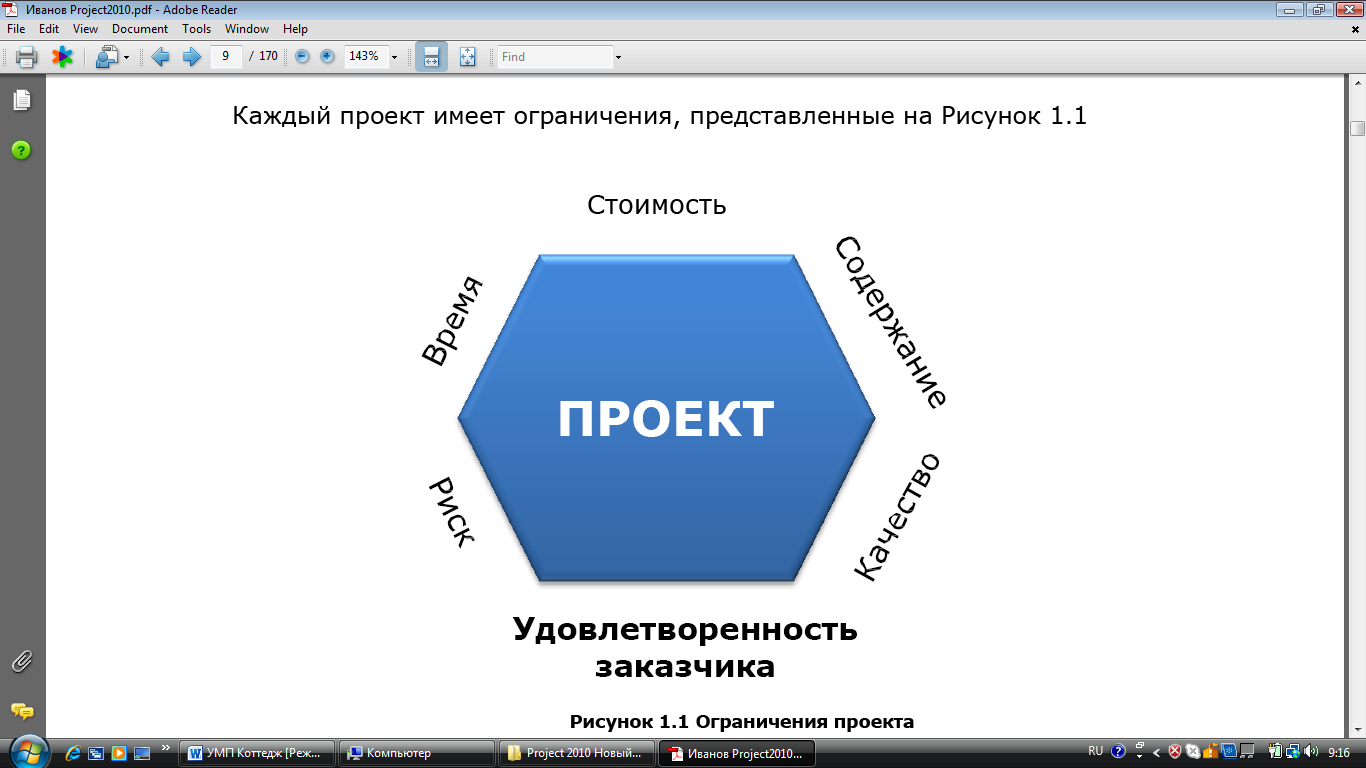 Иванов Project2010.pdf - Adobe Reader
File Edit View Document Tools Window Help
9 / 170 143% Find
Каждый проект имеет ограничения, представленные на Рисунок 1.1
Стоимость
Время
Содержание
ПРОЕКТ
Риск
Качество
Удовлетворенность
заказчика
Рисунок 1.1 Ограничения проекта
УМП Коттедж [Реж... Компьютер Project 2010 Новый... Иванов Project2010... RU 9:16